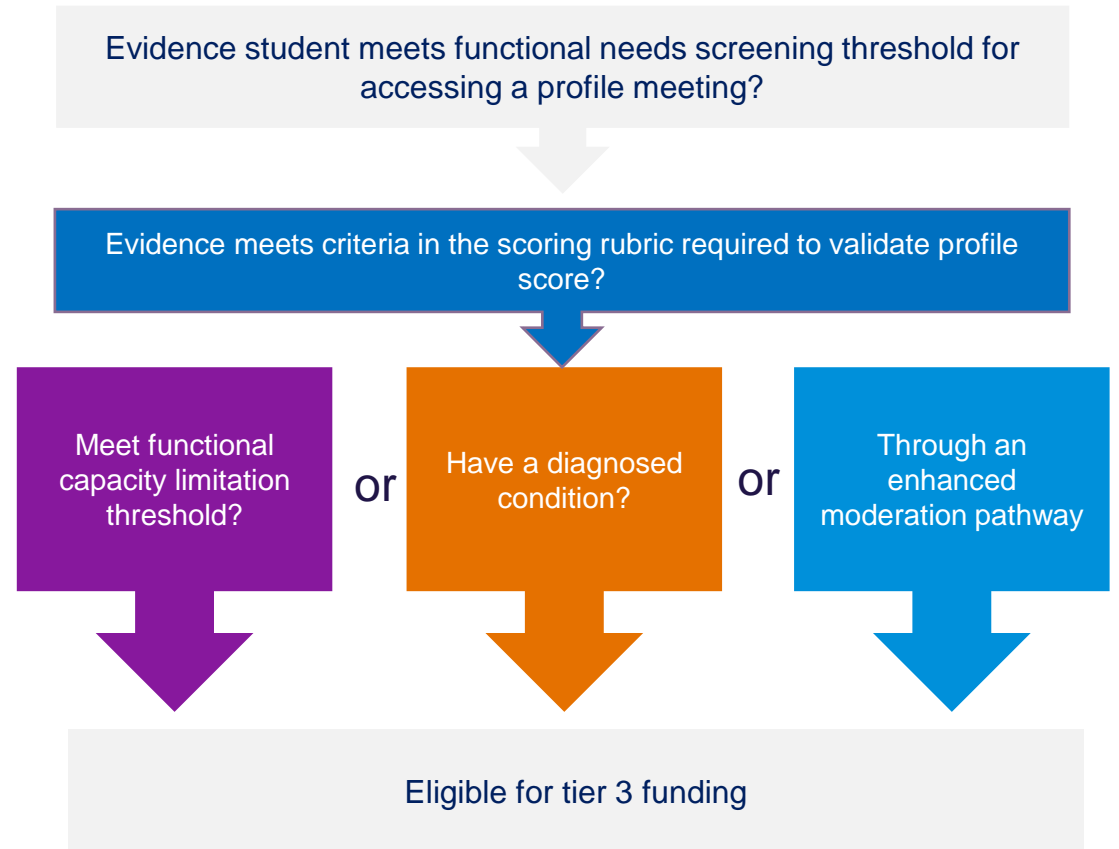 Evidence student meets functional needs screening threshold for
accessing a profile meeting?
Evidence meets criteria in the scoring rubric required to validate profile
score?
Meet functional
capacity limitation
threshold?
or
Have a diagnosed
condition?
or
Through an
enhanced
moderation pathway
Eligible for tier 3 funding